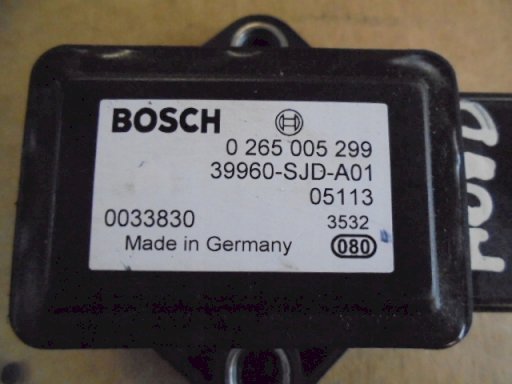 BOSCH
0 265 005 299
39960-SJD-A01
05113
0033830 3532
Made in Germany 080